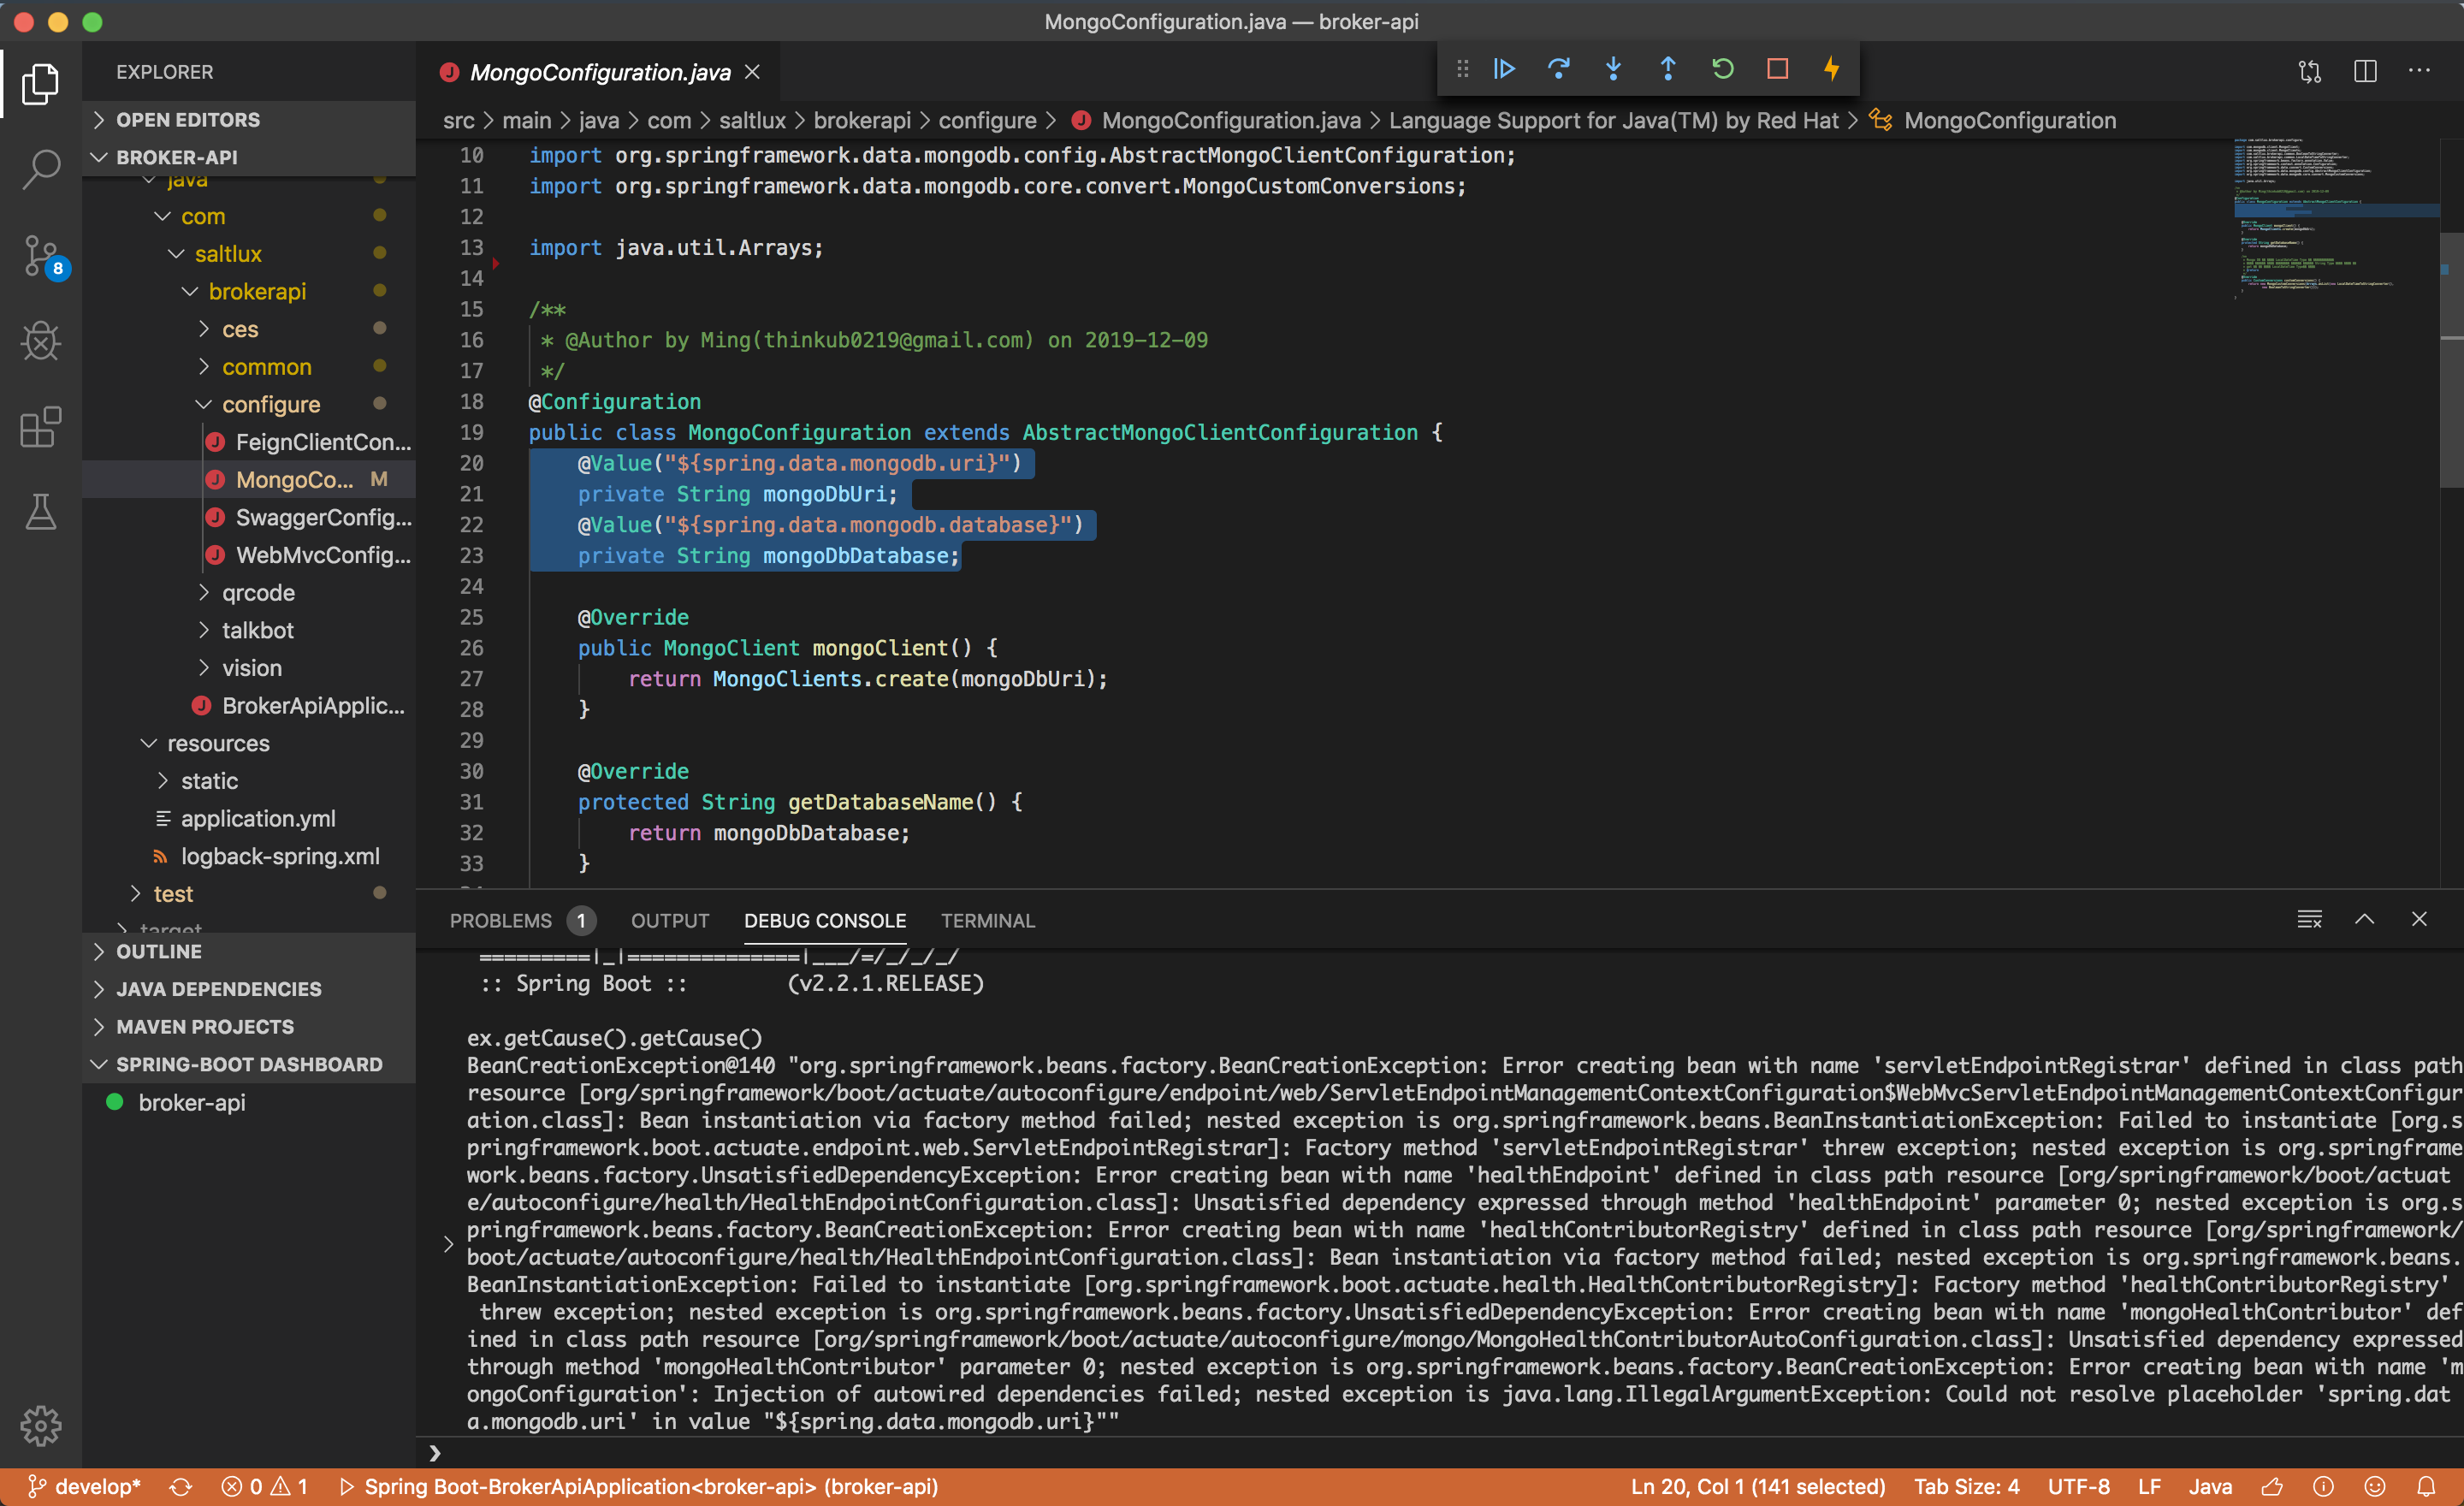 MongoConfiguration.java — broker-api
EXPLORER
OPEN EDITORS
BROKER-API
java
com
saltlux
brokerapi
ces
common
configure
FeignClientCon...
MongoCo... M
SwaggerConfig...
WebMvcConfig...
qrcode
talkbot
vision
BrokerApiApplic...
resources
static
application.yml
logback-spring.xml
test
target
OUTLINE
JAVA DEPENDENCIES
MAVEN PROJECTS
SPRING-BOOT DASHBOARD
broker-api
8
MongoConfiguration.java
src > main > java > com > saltlux > brokerapi > configure > MongoConfiguration.java > Language Support for Java(TM) by Red Hat > MongoConfiguration
10 import org.springframework.data.mongodb.config.AbstractMongoClientConfiguration;
11 import org.springframework.data.mongodb.core.convert.MongoCustomConversions;
12
13 import java.util.Arrays;
14
15 /**
16 * @Author by Ming(thinkub0219@gmail.com) on 2019-12-09
17 */
18 @Configuration
19 public class MongoConfiguration extends AbstractMongoClientConfiguration {
20 @Value("${spring.data.mongodb.uri}")
21 private String mongoDbUri;
22 @Value("${spring.data.mongodb.database}")
23 private String mongoDbDatabase;
24
25 @Override
26 public MongoClient mongoClient() {
27 return MongoClients.create(mongoDbUri);
28 }
29
30 @Override
31 protected String getDatabaseName() {
32 return mongoDbDatabase;
33 }
PROBLEMS 1 OUTPUT DEBUG CONSOLE TERMINAL
=========|_|==============|___/=/_/_/_/
:: Spring Boot :: (v2.2.1.RELEASE)
ex.getCause().getCause()
BeanCreationException@140 "org.springframework.beans.factory.BeanCreationException: Error creating bean with name 'servletEndpointRegistrar' defined in class path
resource [org/springframework/boot/actuate/autoconfigure/endpoint/web/ServletEndpointManagementContextConfiguration$WebMvcServletEndpointManagementContextConfigur
ation.class]: Bean instantiation via factory method failed; nested exception is org.springframework.beans.BeanInstantiationException: Failed to instantiate [org.s
pringframework.boot.actuate.endpoint.web.ServletEndpointRegistrar]: Factory method 'servletEndpointRegistrar' threw exception; nested exception is org.springframe
work.beans.factory.UnsatisfiedDependencyException: Error creating bean with name 'healthEndpoint' defined in class path resource [org/springframework/boot/actuat
e/autoconfigure/health/HealthEndpointConfiguration.class]: Unsatisfied dependency expressed through method 'healthEndpoint' parameter 0; nested exception is org.s
pringframework.beans.factory.BeanCreationException: Error creating bean with name 'healthContributorRegistry' defined in class path resource [org/springframework/
boot/actuate/autoconfigure/health/HealthEndpointConfiguration.class]: Bean instantiation via factory method failed; nested exception is org.springframework.beans.
BeanInstantiationException: Failed to instantiate [org.springframework.boot.actuate.health.HealthContributorRegistry]: Factory method 'healthContributorRegistry'
threw exception; nested exception is org.springframework.beans.factory.UnsatisfiedDependencyException: Error creating bean with name 'mongoHealthContributor' def
ined in class path resource [org/springframework/boot/actuate/autoconfigure/mongo/MongoHealthContributorAutoConfiguration.class]: Unsatisfied dependency expressed
through method 'mongoHealthContributor' parameter 0; nested exception is org.springframework.beans.factory.BeanCreationException: Error creating bean with name 'm
ongoConfiguration': Injection of autowired dependencies failed; nested exception is java.lang.IllegalArgumentException: Could not resolve placeholder 'spring.dat
a.mongodb.uri' in value "${spring.data.mongodb.uri}""
develop* 0 1 Spring Boot-BrokerApiApplication<broker-api> (broker-api) Ln 20, Col 1 (141 selected) Tab Size: 4 UTF-8 LF Java